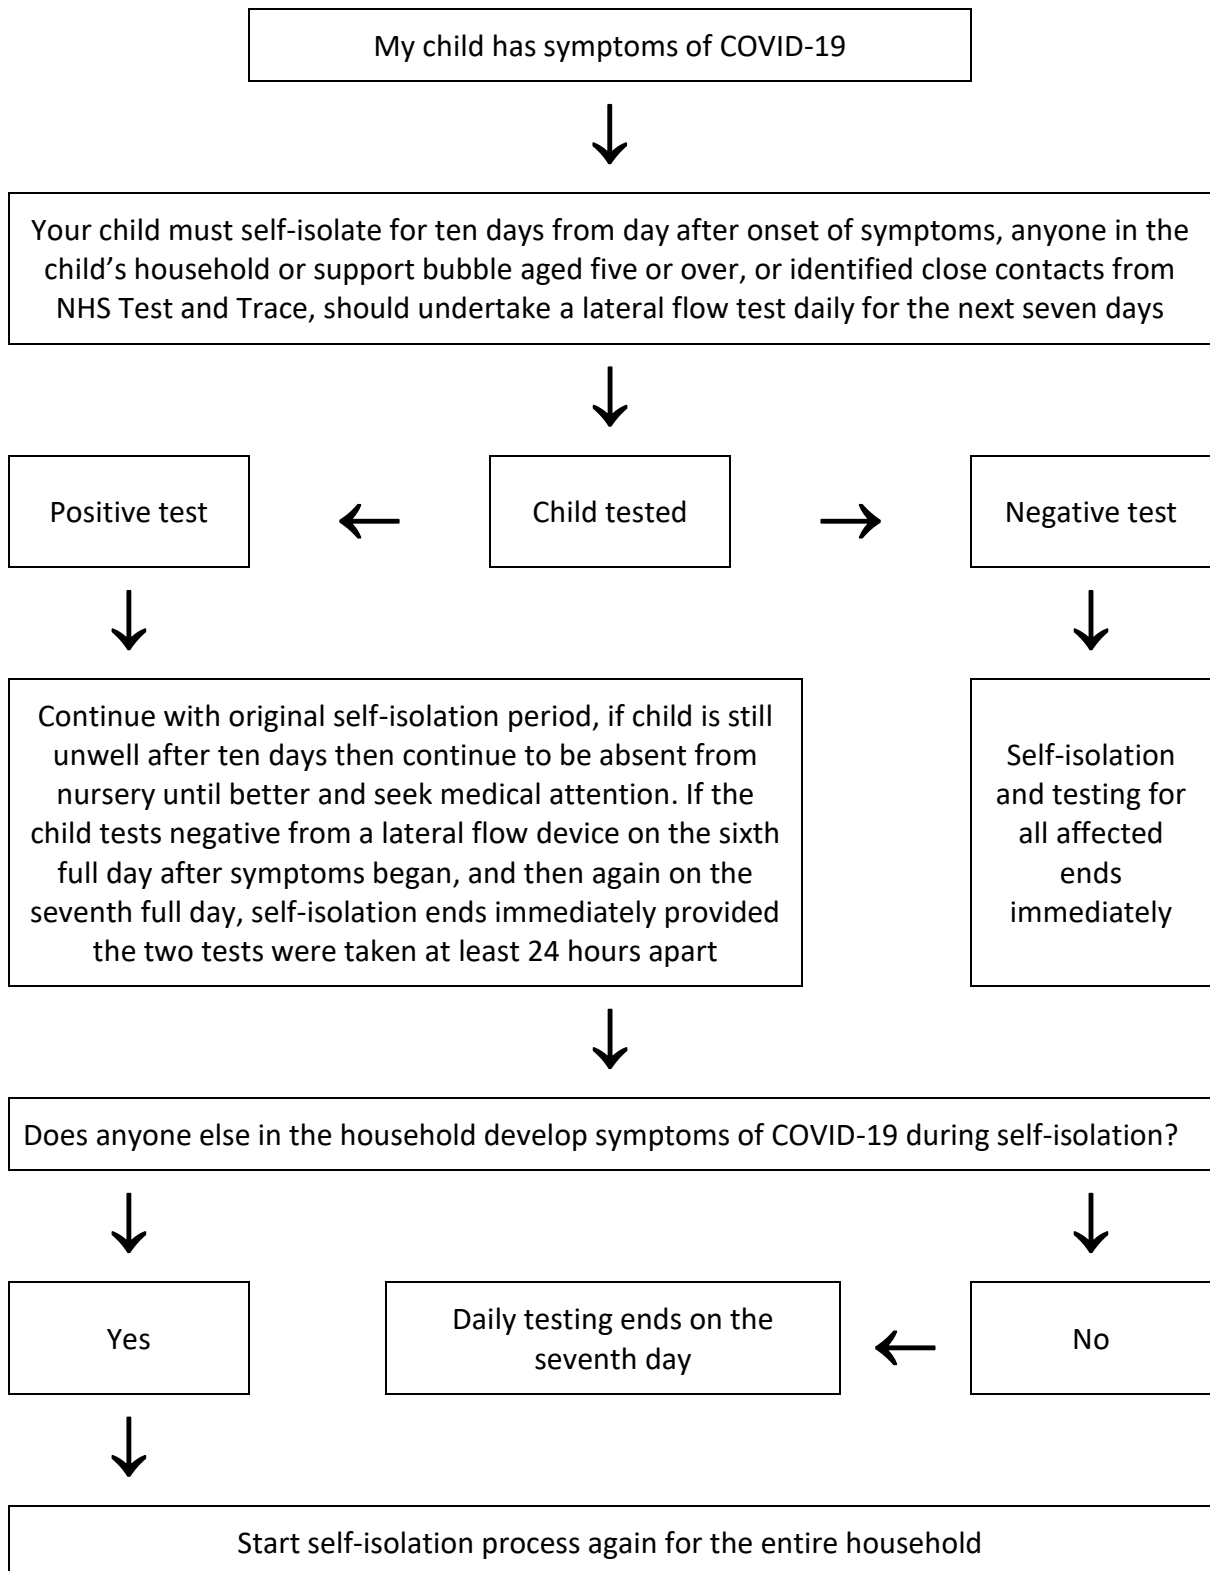 My child has symptoms of COVID-19
Your child must self-isolate for ten days from day after onset of symptoms, anyone in the
child’s household or support bubble aged five or over, or identified close contacts from
NHS Test and Trace, should undertake a lateral flow test daily for the next seven days
Positive test
Child tested
Negative test
Continue with original self-isolation period, if child is still
unwell after ten days then continue to be absent from
nursery until better and seek medical attention. If the
child tests negative from a lateral flow device on the sixth
full day after symptoms began, and then again on the
seventh full day, self-isolation ends immediately provided
the two tests were taken at least 24 hours apart
Self-isolation
and testing for
all affected
ends
immediately
Does anyone else in the household develop symptoms of COVID-19 during self-isolation?
Yes
Daily testing ends on the
seventh day
No
Start self-isolation process again for the entire household